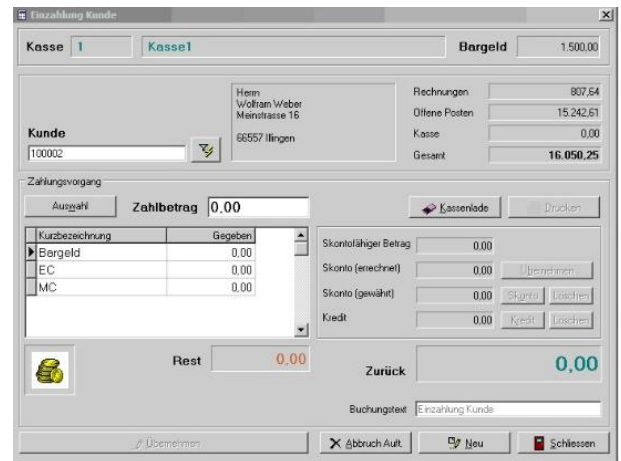 Einzahlung Kunde
Kasse 1 Kasse1 Bargeld 1.500,00
Herrn
Wolfram Weber
Meinstrasse 16
66557 Illingen
Rechnungen 807,64
Offene Posten 15.242,61
Kasse 0,00
Gesamt 16.050,25
Kunde
100002
Zahlungsvorgang
Auswahl Zahlbetrag 0,00 Kassenlade Drucken
Kurzbezeichnung Gegeben
Bargeld 0,00
EC 0,00
MC 0,00
Skontofähiger Betrag 0,00
Skonto (errechnet) 0,00 Übernehmen
Skonto (gewährt) 0,00 Skonto Löschen
Kredit 0,00 Kredit Löschen
Rest 0,00
Zurück 0,00
Buchungstext Einzahlung Kunde
Übernehmen Abbruch Auft. Neu Schliessen